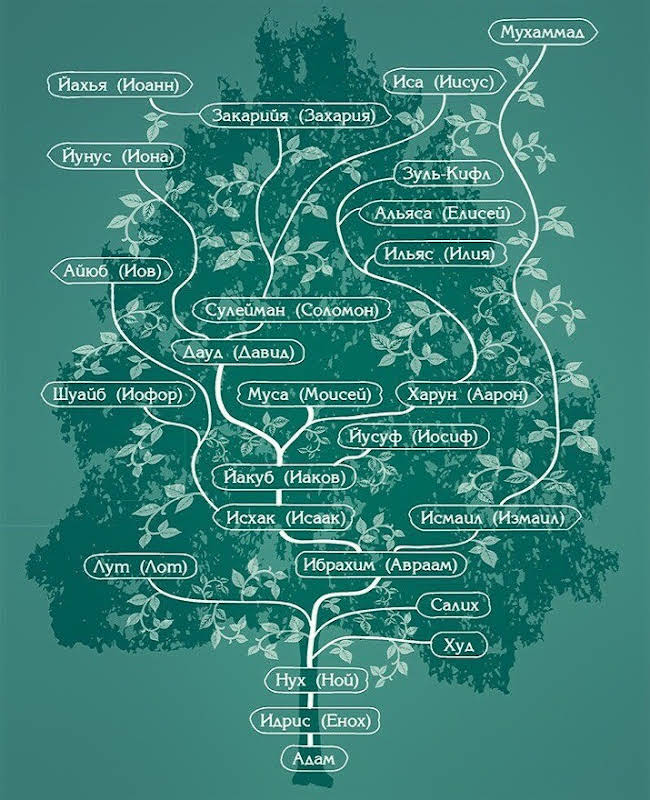 Мухаммад
Йахья (Иоанн)
Иса (Иисус)
Закарийя (Захария)
Йунус (Иона)
Зуль-Кифл
Альяса (Елисей)
Ильяс (Илия)
Айюб (Иов)
Сулейман (Соломон)
Дауд (Давид)
Шуайб (Иофор)
Муса (Моисей)
Харун (Аарон)
Йусуф (Иосиф)
Йакуб (Иаков)
Исхак (Исаак)
Исмаил (Измаил)
Лут (Лот)
Ибрахим (Авраам)
Салих
Худ
Нух (Ной)
Идрис (Енох)
Адам